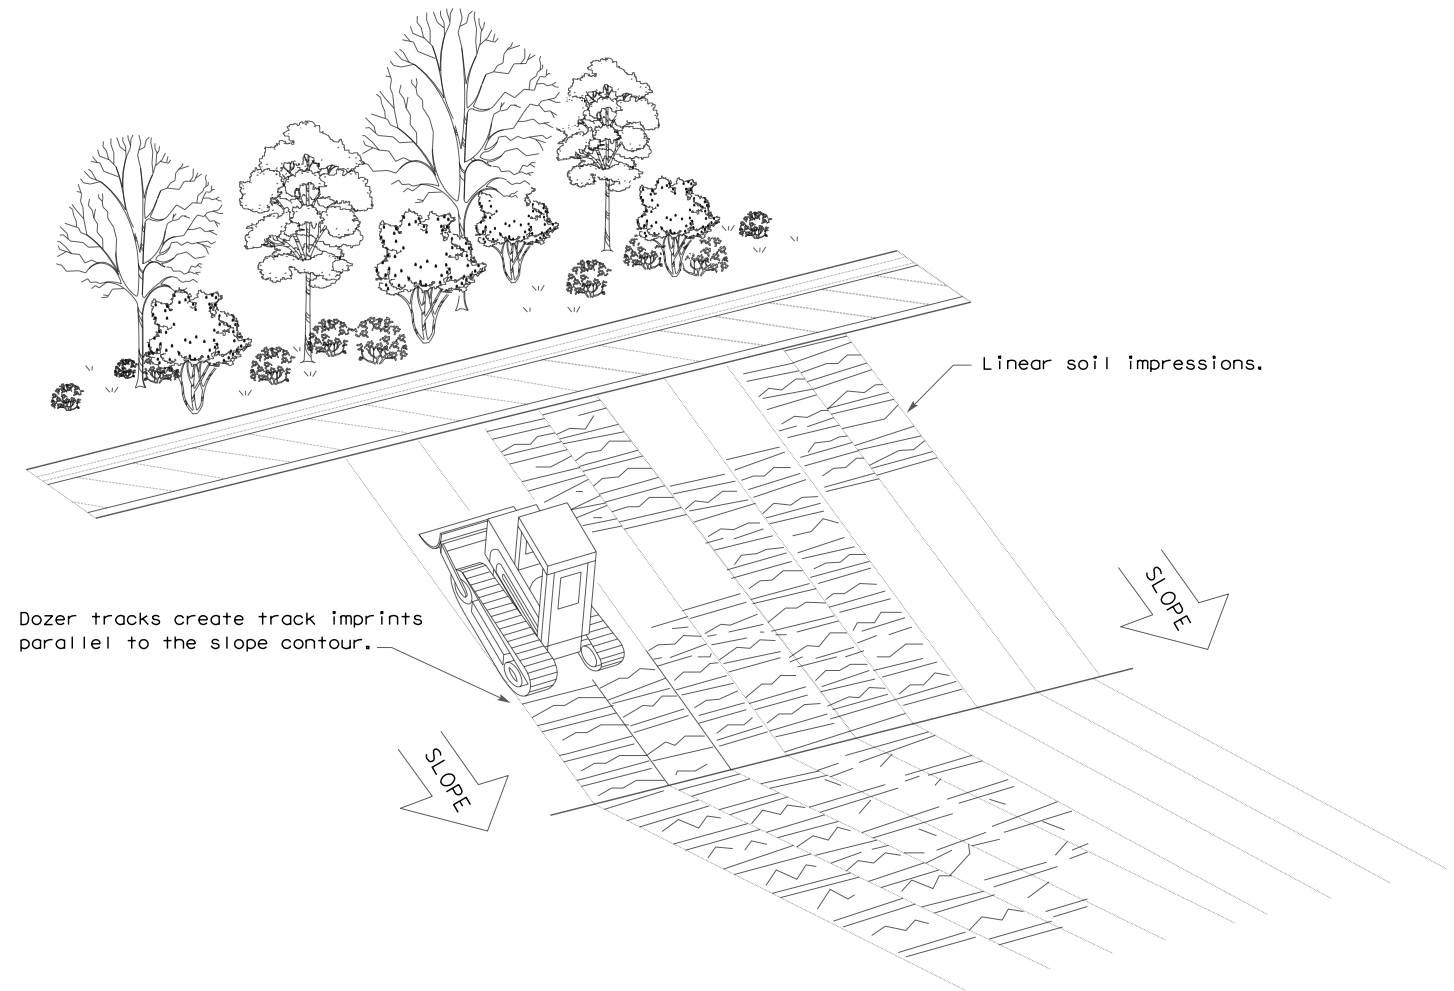 Linear soil impressions.
Dozer tracks create track imprints
parallel to the slope contour.
SLOPE
SLOPE